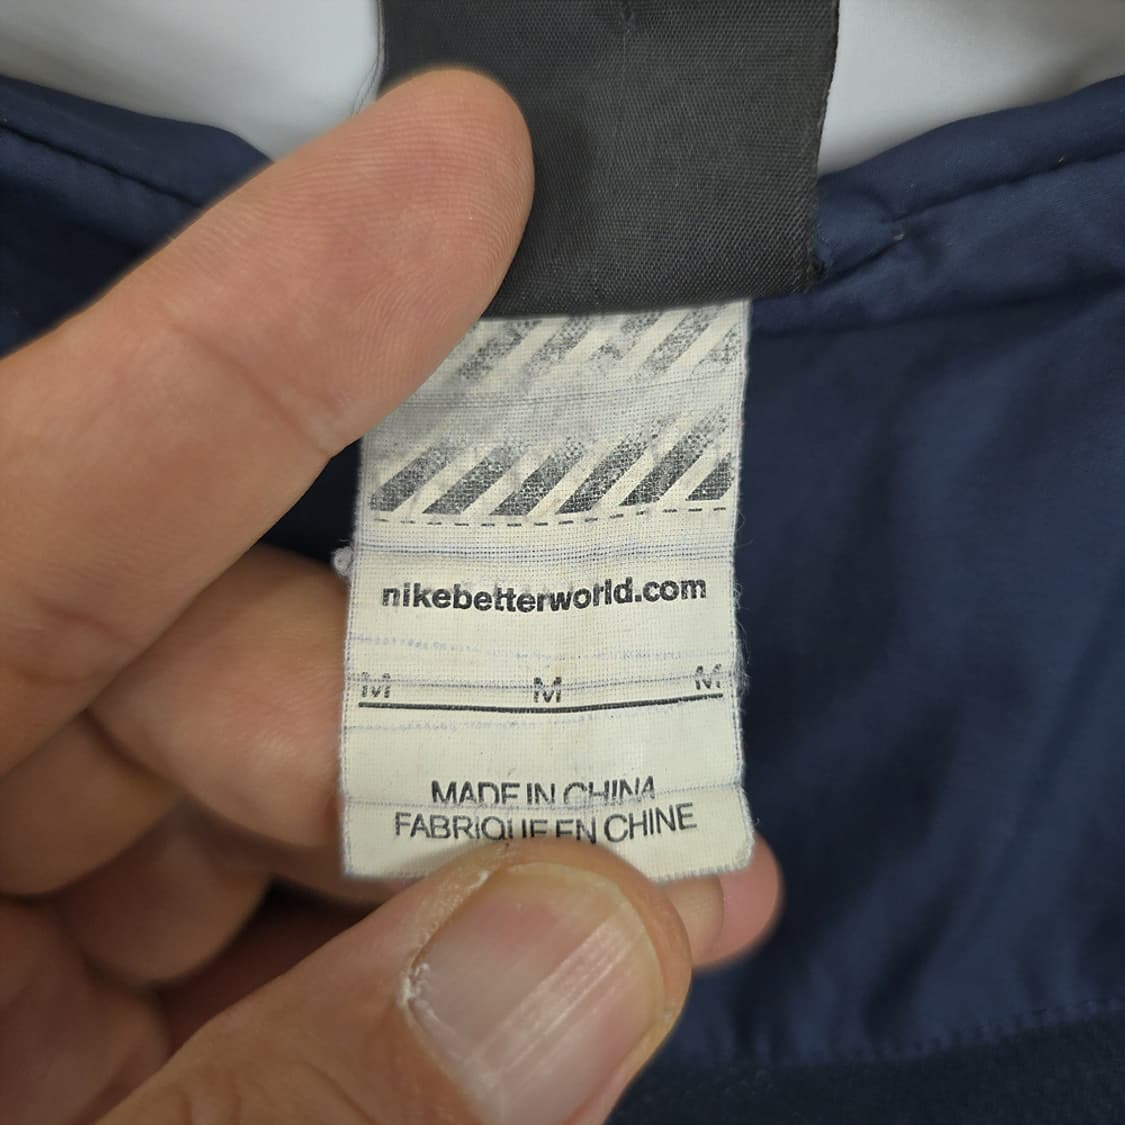 nikebetterworld.com
M M M
MADE IN CHINA
FABRIQUE EN CHINE